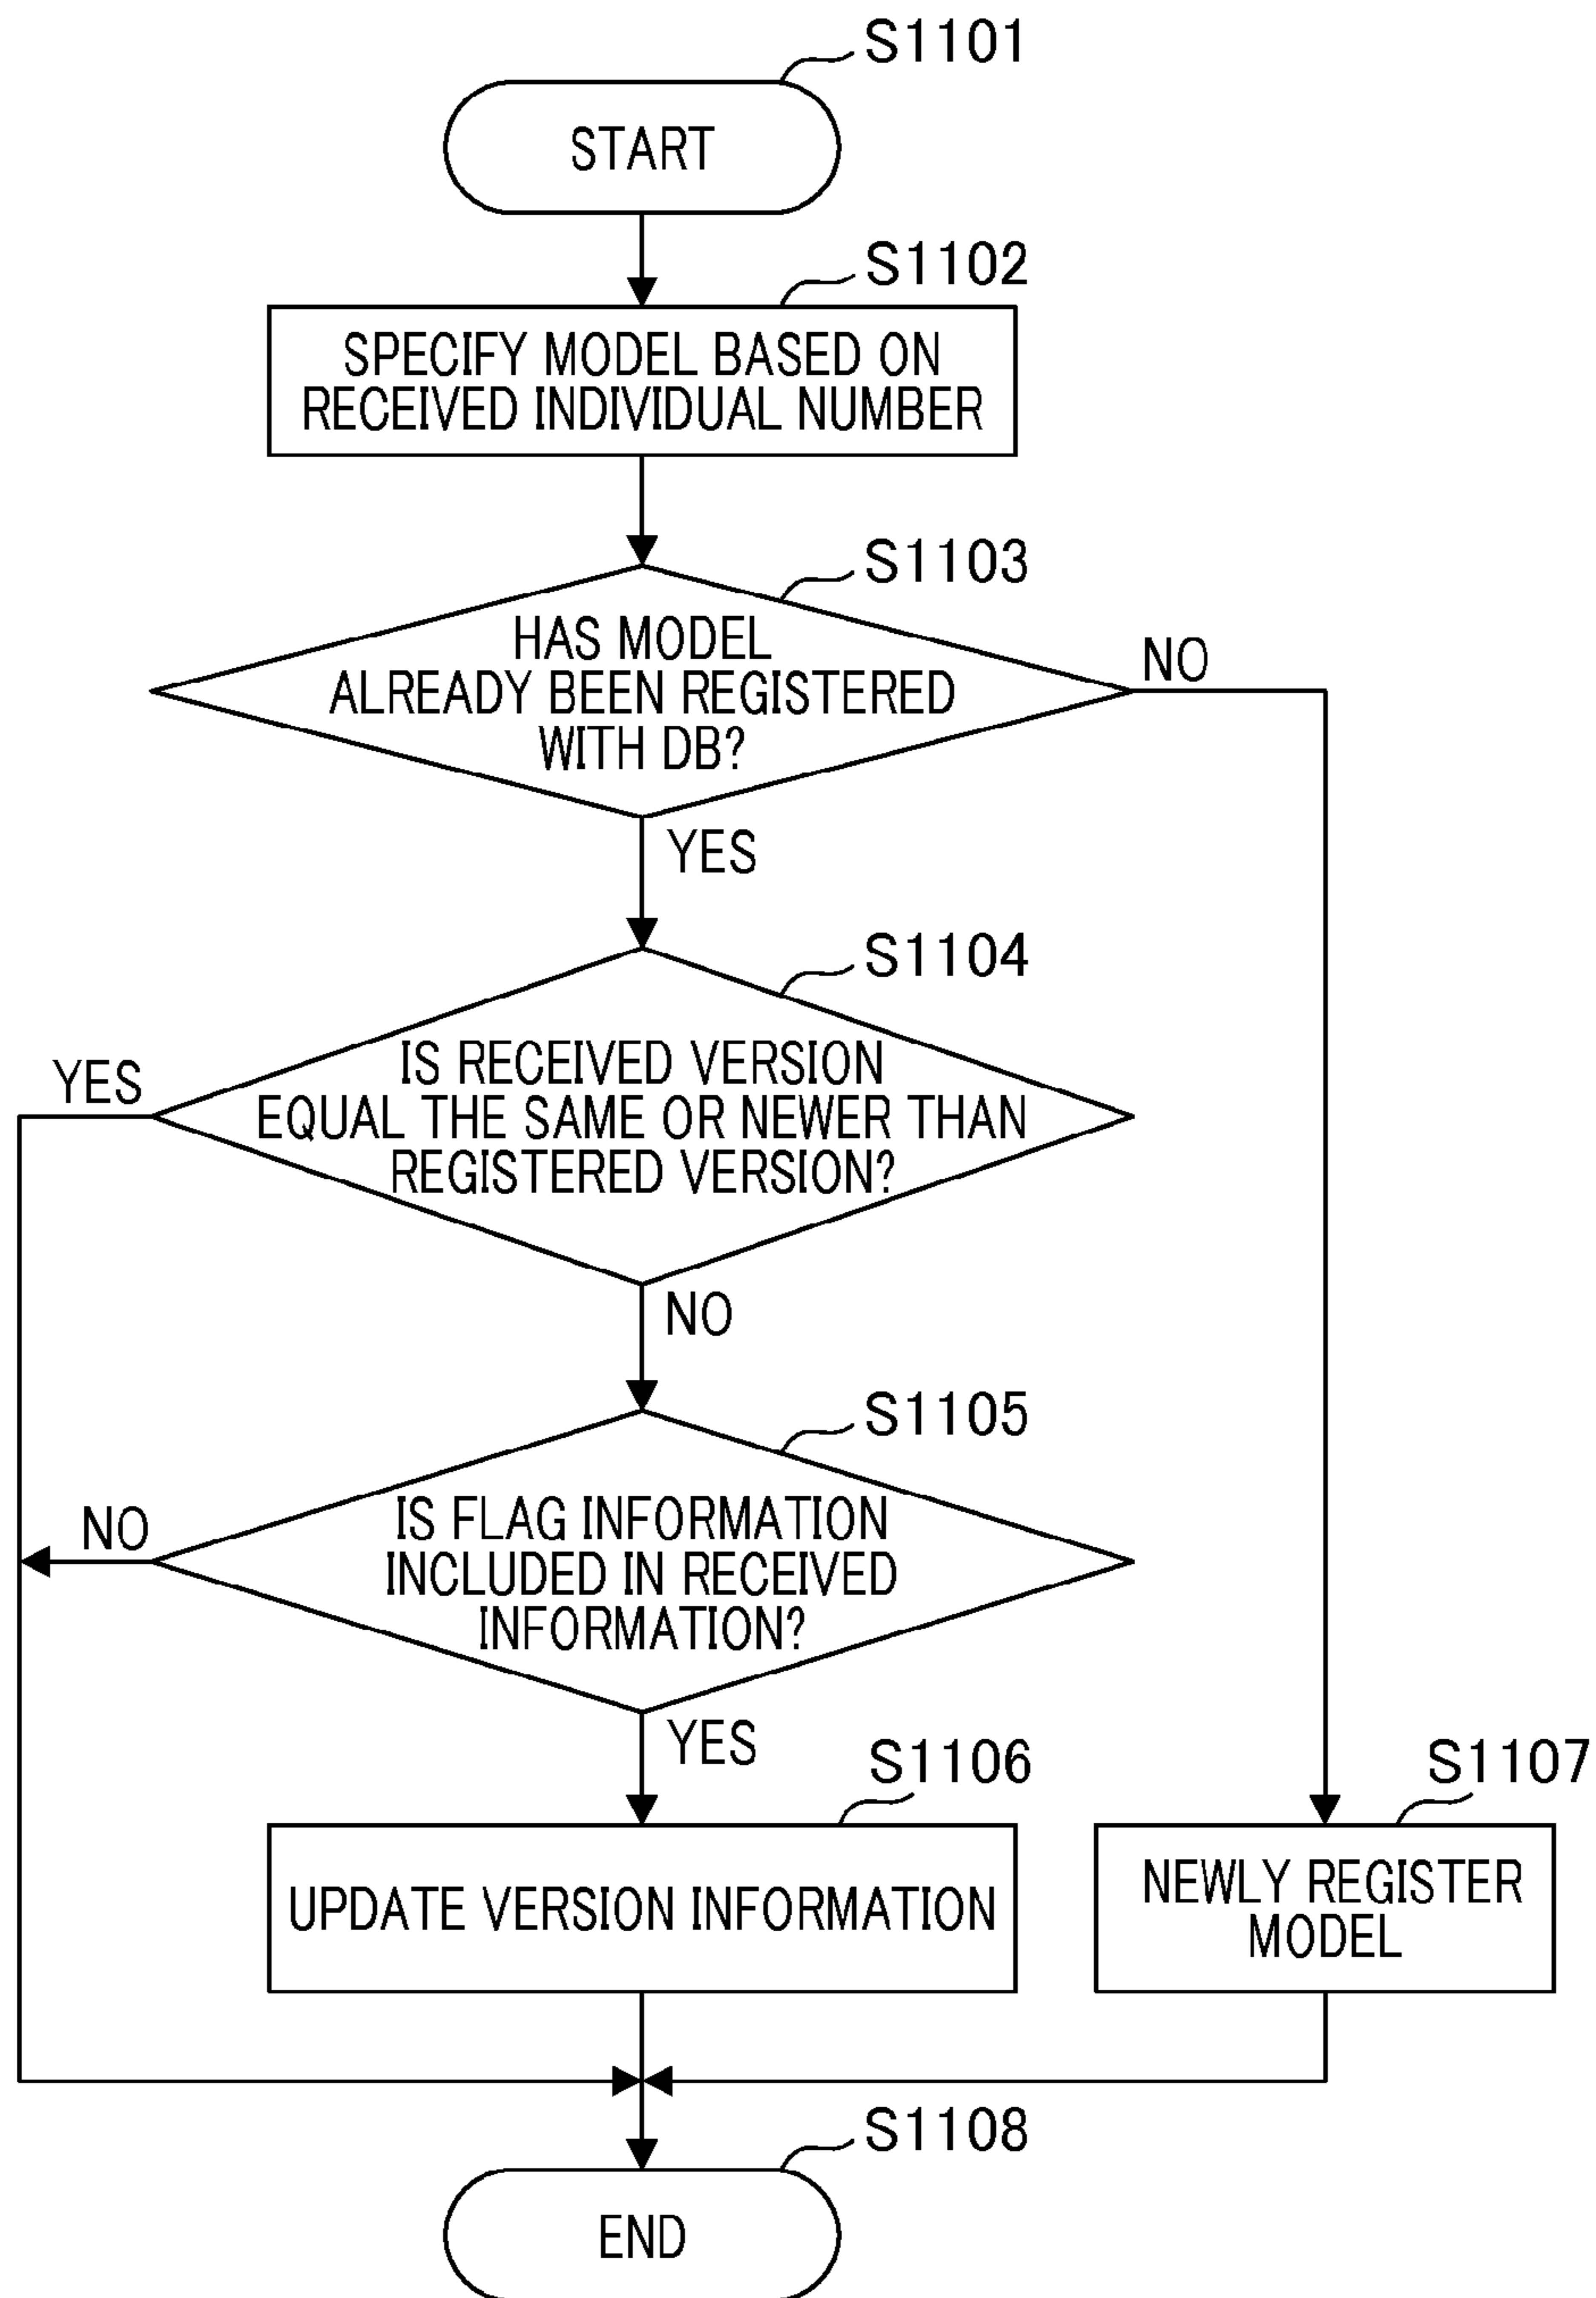 S1101
START
S1102
SPECIFY MODEL BASED ON
RECEIVED INDIVIDUAL NUMBER
S1103
HAS MODEL
ALREADY BEEN REGISTERED
WITH DB?
NO
YES
S1104
IS RECEIVED VERSION
EQUAL THE SAME OR NEWER THAN
REGISTERED VERSION?
YES
NO
S1105
IS FLAG INFORMATION
INCLUDED IN RECEIVED
INFORMATION?
NO
YES
S1106
UPDATE VERSION INFORMATION
S1107
NEWLY REGISTER
MODEL
S1108
END